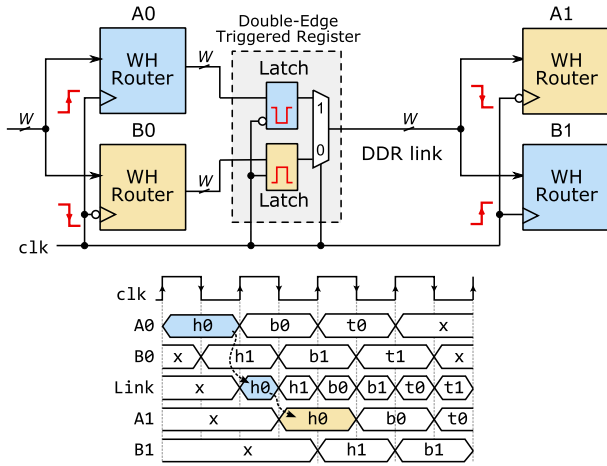 A0
Double-Edge
Triggered Register
A1
WH
Router
W
Latch
WH
Router
W
B0
1
W
B1
0
DDR link
WH
Router
W
Latch
WH
Router
clk
clk
A0 h0 b0 t0 x
B0 x h1 b1 t1 x
Link x h0 h1 b0 b1 t0 t1
A1 x h0 b0 t0
B1 x h1 b1